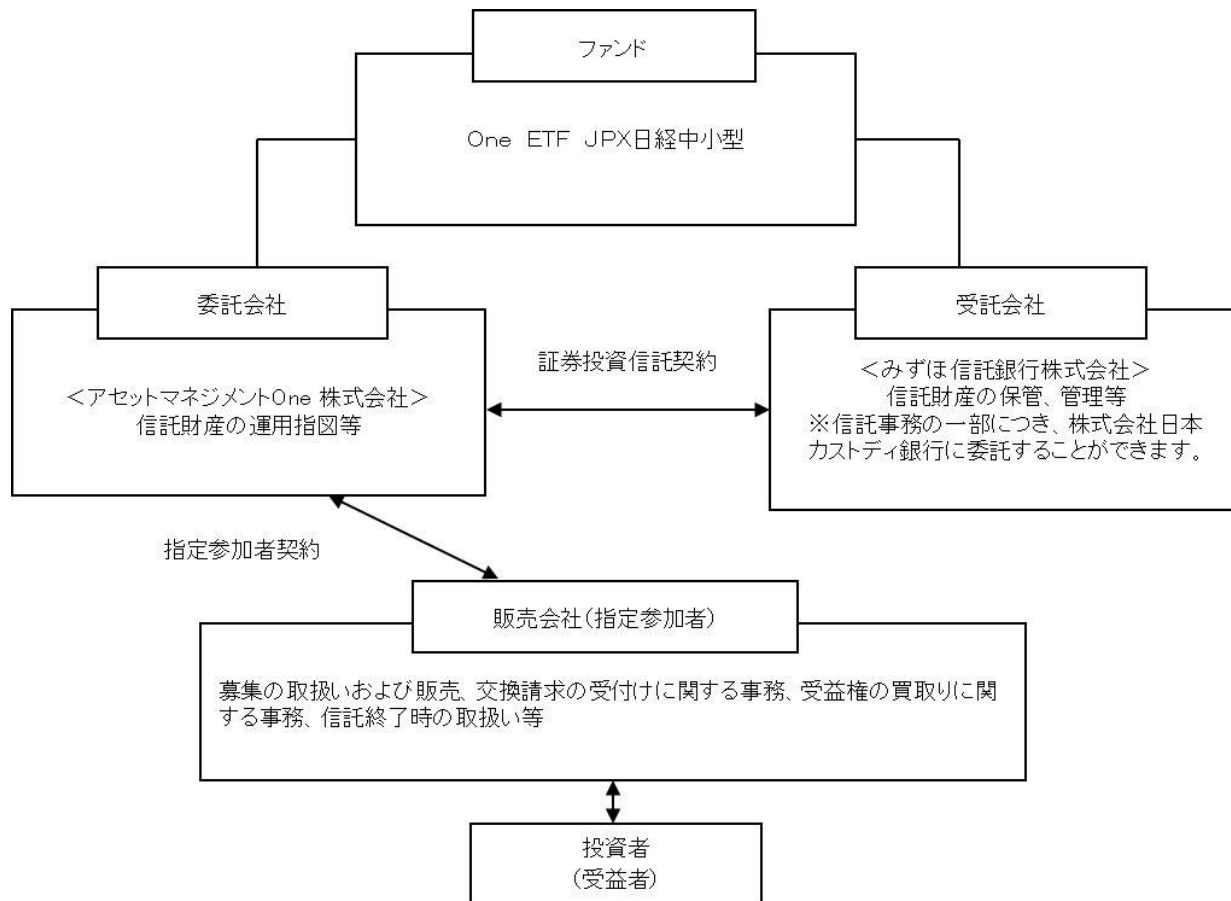 ファンド
One ETF JPX日経中小型
委託会社
<アセットマネジメントOne 株式会社>
信託財産の運用指図等
証券投資信託契約
受託会社
<みずほ信託銀行株式会社>
信託財産の保管、管理等
※信託事務の一部につき、株式会社日本
カストディ銀行に委託することができます。
指定参加者契約
販売会社(指定参加者)
募集の取扱いおよび販売、交換請求の受付けに関する事務、受益権の買取りに関
する事務、信託終了時の取扱い等
投資者
(受益者)